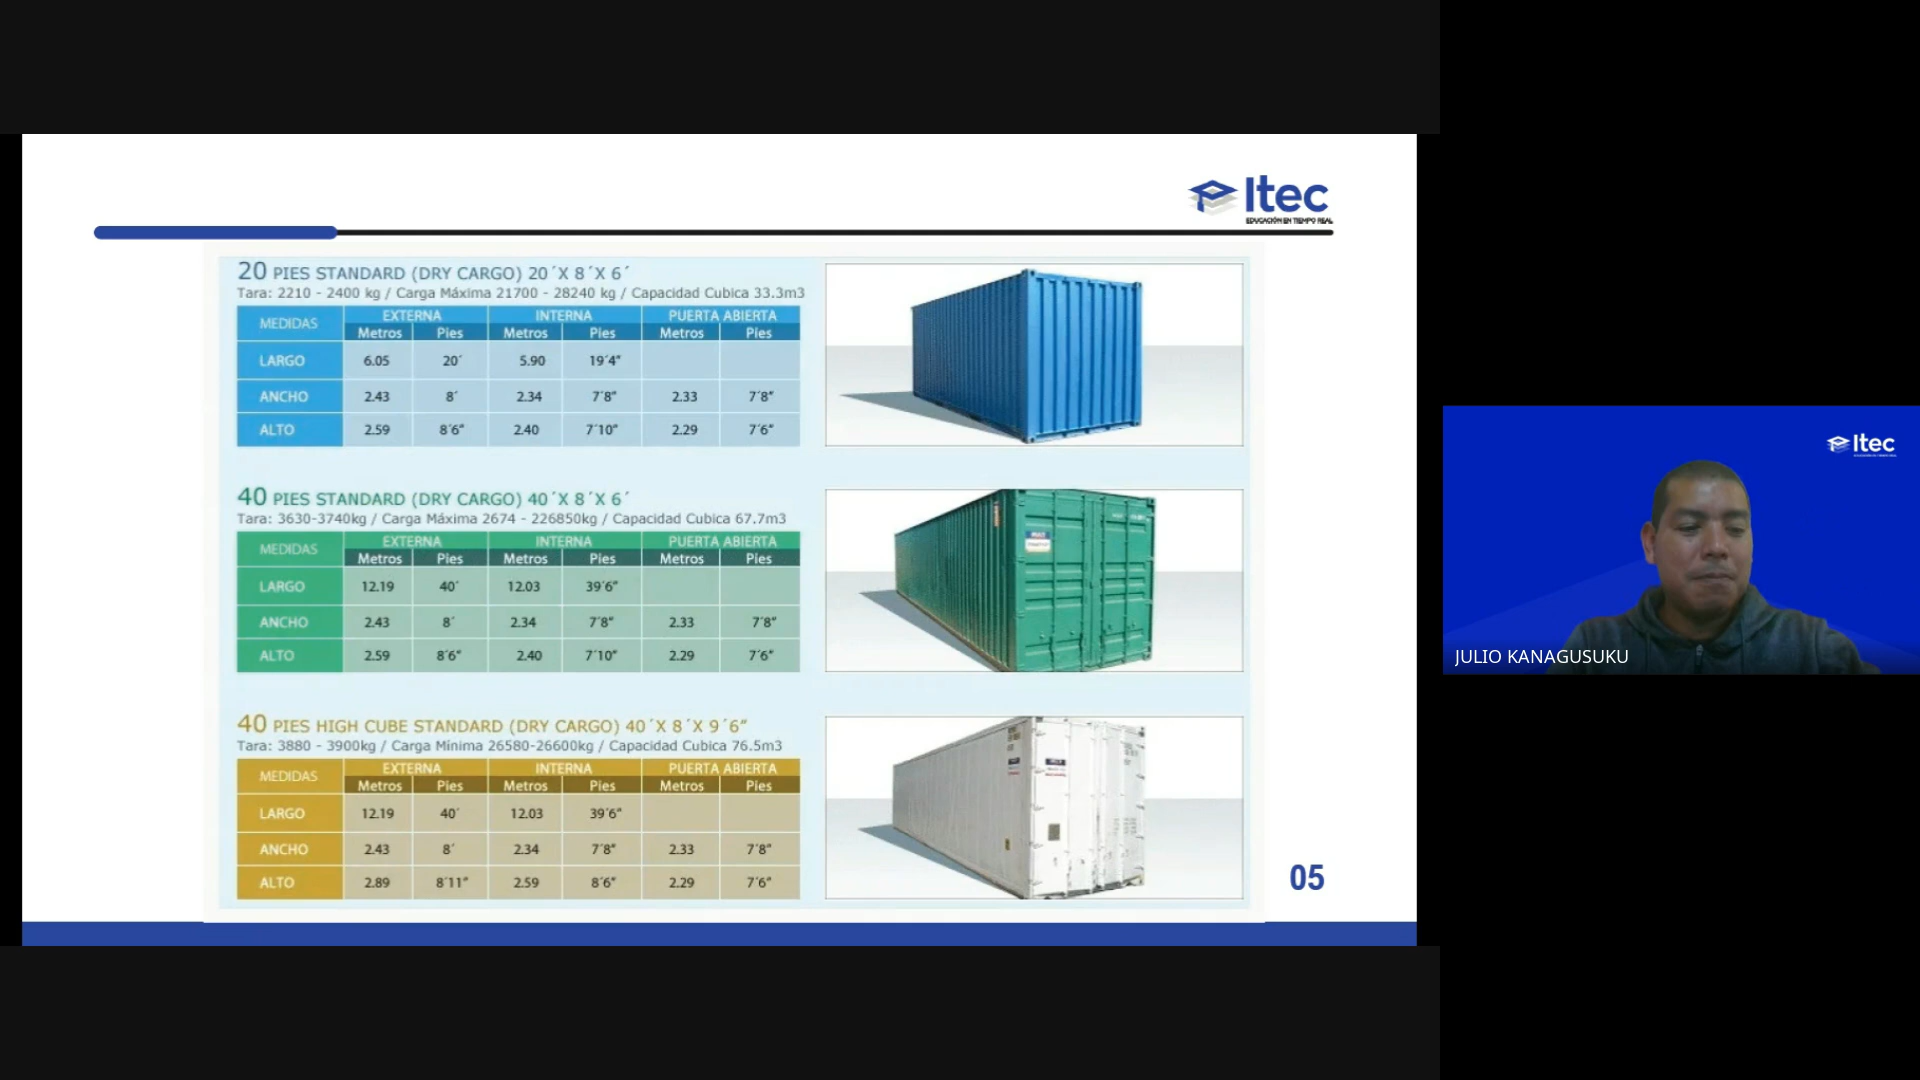 Itec
EDUCACIÓN EN TIEMPO REAL
20 PIES STANDARD (DRY CARGO) 20´X 8´X 6´
Tara: 2210 - 2400 kg / Carga Máxima 21700 - 28240 kg / Capacidad Cubica 33.3m3
MEDIDAS EXTERNA INTERNA PUERTA ABIERTA
Metros Pies Metros Pies Metros Pies
LARGO 6.05 20´ 5.90 19´4"
ANCHO 2.43 8´ 2.34 7´8" 2.33 7´8"
ALTO 2.59 8´6" 2.40 7´10" 2.29 7´6"
40 PIES STANDARD (DRY CARGO) 40´X 8´X 6´
Tara: 3630-3740kg / Carga Máxima 2674 - 226850kg / Capacidad Cubica 67.7m3
MEDIDAS EXTERNA INTERNA PUERTA ABIERTA
Metros Pies Metros Pies Metros Pies
LARGO 12.19 40´ 12.03 39´6"
ANCHO 2.43 8´ 2.34 7´8" 2.33 7´8"
ALTO 2.59 8´6" 2.40 7´10" 2.29 7´6"
40 PIES HIGH CUBE STANDARD (DRY CARGO) 40´X 8´X 9´6"
Tara: 3880 - 3900kg / Carga Mínima 26580-26600kg / Capacidad Cubica 76.5m3
MEDIDAS EXTERNA INTERNA PUERTA ABIERTA
Metros Pies Metros Pies Metros Pies
LARGO 12.19 40´ 12.03 39´6"
ANCHO 2.43 8´ 2.34 7´8" 2.33 7´8"
ALTO 2.89 8´11" 2.59 8´6" 2.29 7´6"
05
Itec
JULIO KANAGUSUKU